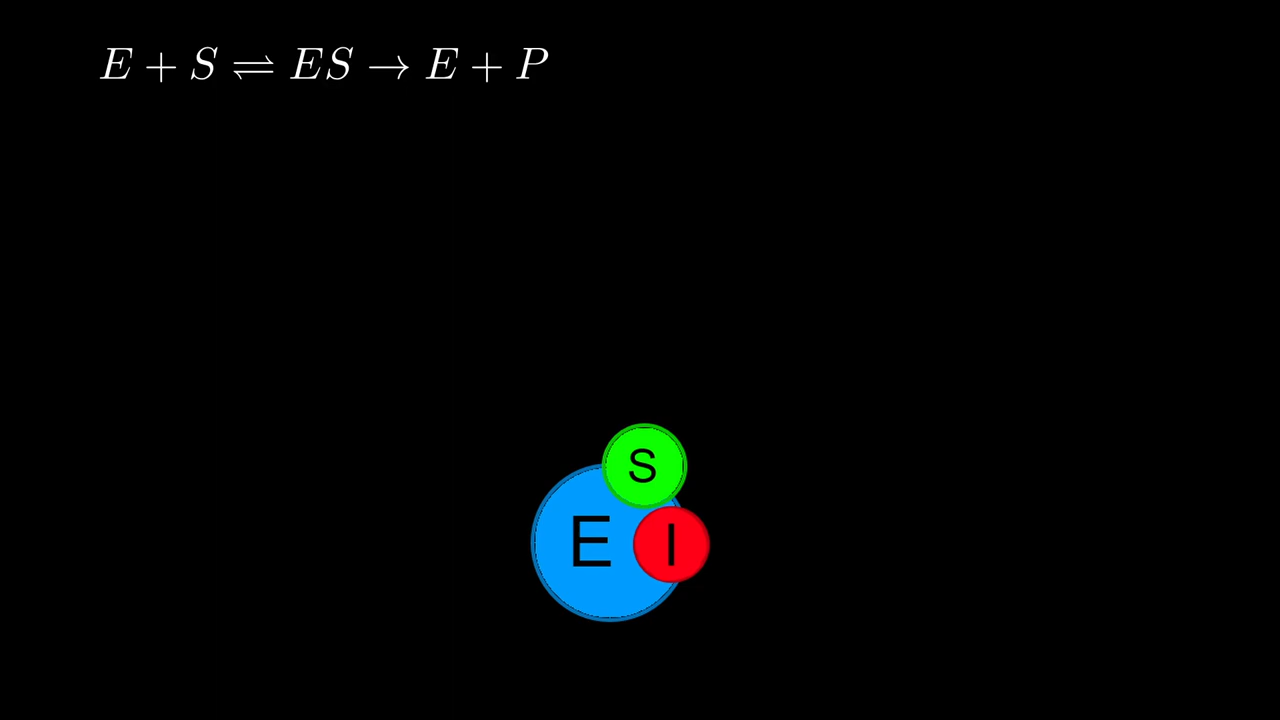 E + S ⇌ ES → E + P
S
E I